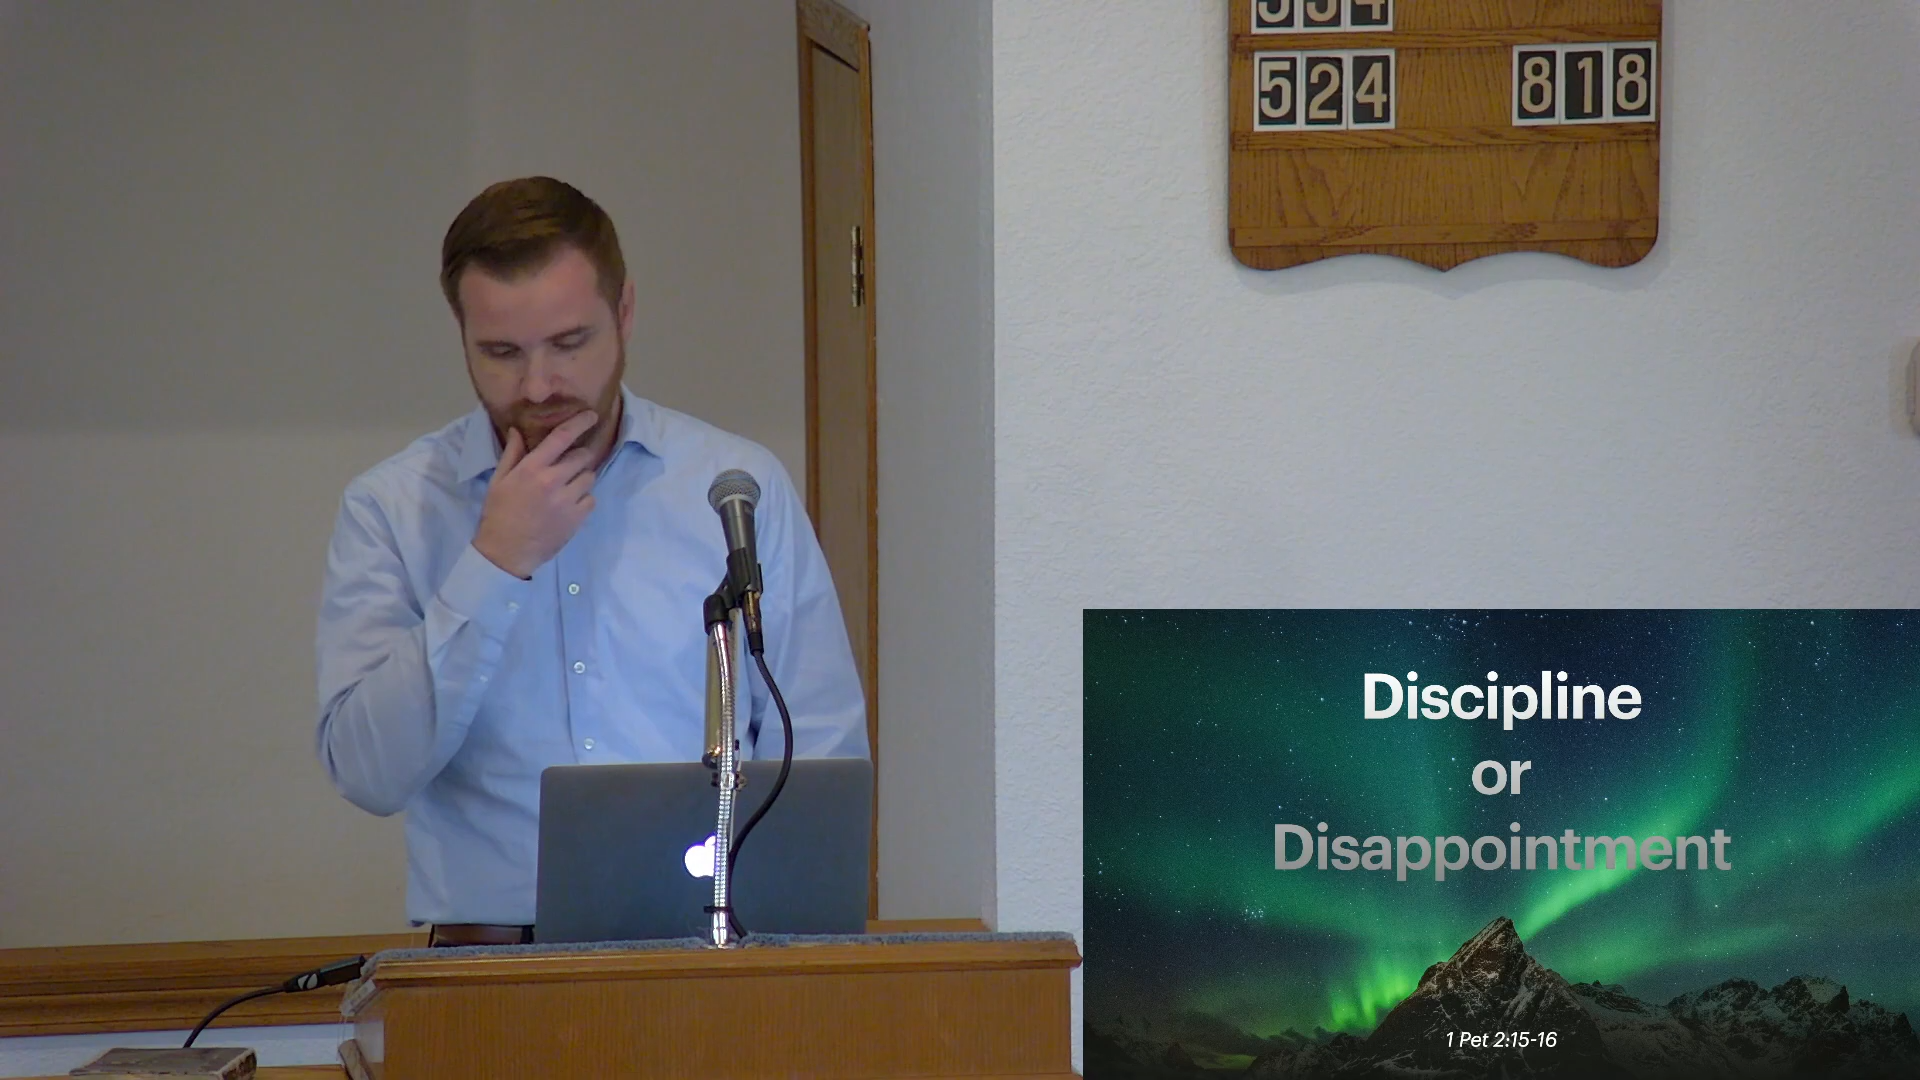 524 818
Discipline
or
Disappointment
1 Pet 2:15-16